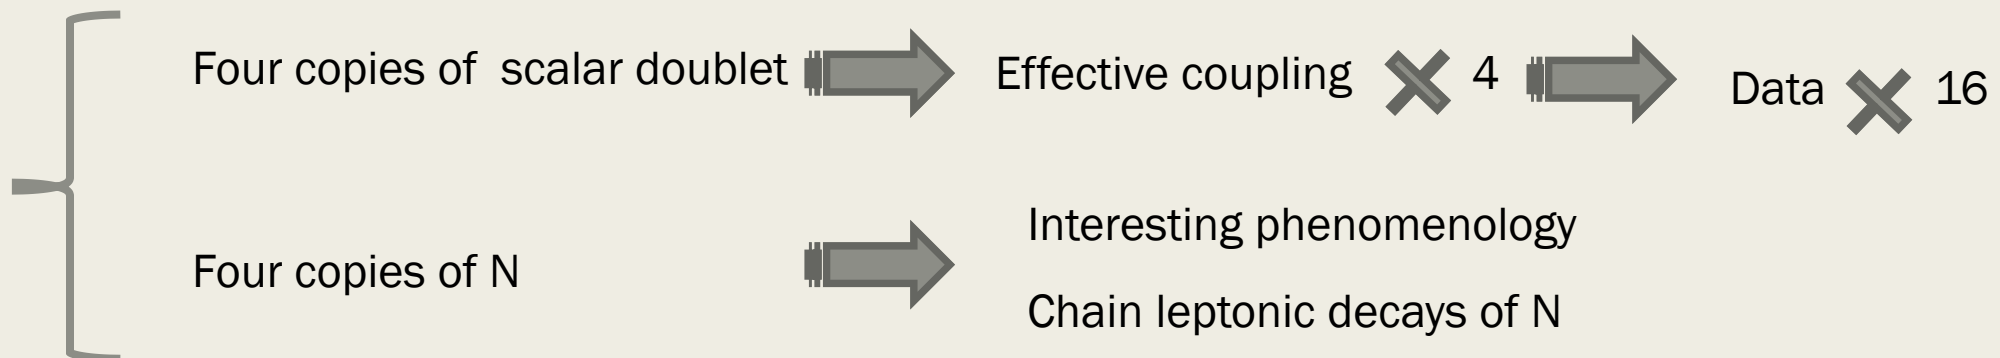 Four copies of  scalar doublet Effective coupling 4 Data 16
Interesting phenomenology
Four copies of N
Chain leptonic decays of N